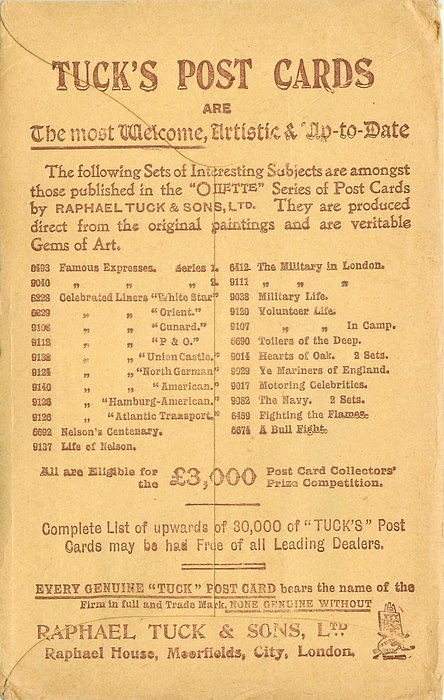 TUCK'S POST CARDS
ARE
The most Welcome, Artistic & Up-to-Date
The following Sets of Interesting Subjects are amongst
those published in the "OILETTE" Series of Post Cards
by RAPHAEL TUCK & SONS, LTD. They are produced
direct from the original paintings and are veritable
Gems of Art.
6493 Famous Expresses. Series 1.
9040 " " " 2.
6228 Celebrated Liners "White Star"
6229 " " "Orient."
9106 " " "Cunard."
9112 " " "P & O."
9133 " " "Union Castle."
9124 " " "North German"
9140 " " "American."
9126 " "Hamburg-American."
9126 " "Atlantic Transport."
6692 Nelson's Centenary.
9137 Life of Nelson.
6412 The Military in London.
9111 " " "
9038 Military Life.
9120 Volunteer Life.
9107 " " In Camp.
6690 Toilers of the Deep.
9014 Hearts of Oak. 2 Sets.
9029 Ye Mariners of England.
9017 Motoring Celebrities.
9082 The Navy. 2 Sets.
6459 Fighting the Flames.
6674 A Bull Fight.
All are Eligible for
the £3,000 Post Card Collectors'
Prize Competition.
Complete List of upwards of 30,000 of "TUCK'S" Post
Cards may be had Free of all Leading Dealers.
EVERY GENUINE "TUCK" POST CARD bears the name of the
Firm in full and Trade Mark, NONE GENUINE WITHOUT
RAPHAEL TUCK & SONS, LTD
Raphael House, Moorfields, City, London.